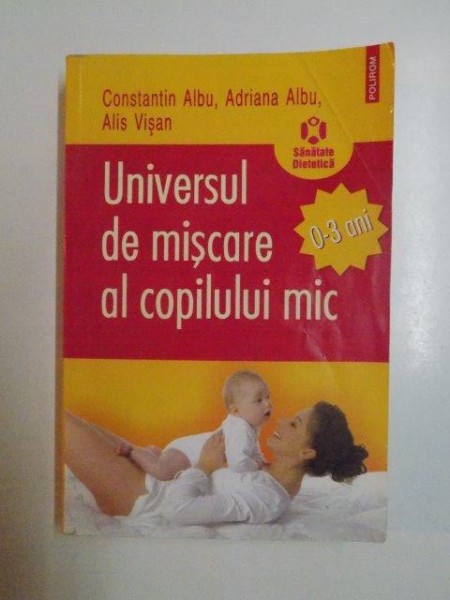 POLIROM
Constantin Albu, Adriana Albu,
Alis Vişan
Sănătate
Dietetică
Universul
de mişcare
al copilului mic
0-3 ani